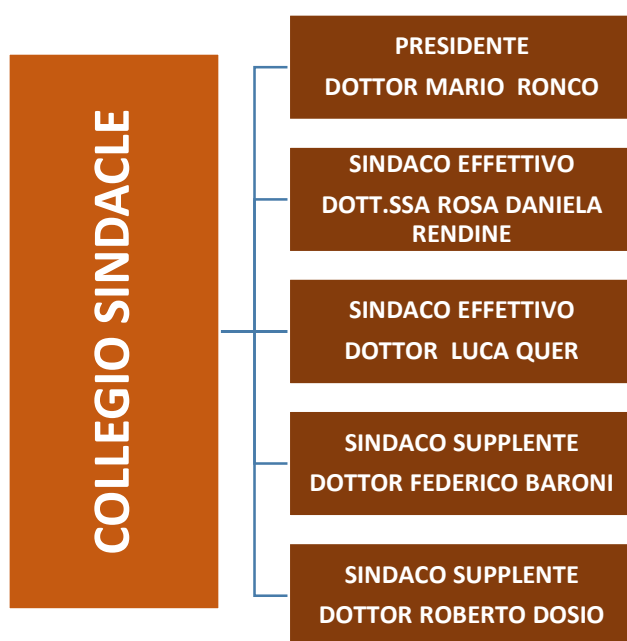 COLLEGIO SINDACLE
PRESIDENTE
DOTTOR MARIO RONCO
SINDACO EFFETTIVO
DOTT.SSA ROSA DANIELA
RENDINE
SINDACO EFFETTIVO
DOTTOR LUCA QUER
SINDACO SUPPLENTE
DOTTOR FEDERICO BARONI
SINDACO SUPPLENTE
DOTTOR ROBERTO DOSIO